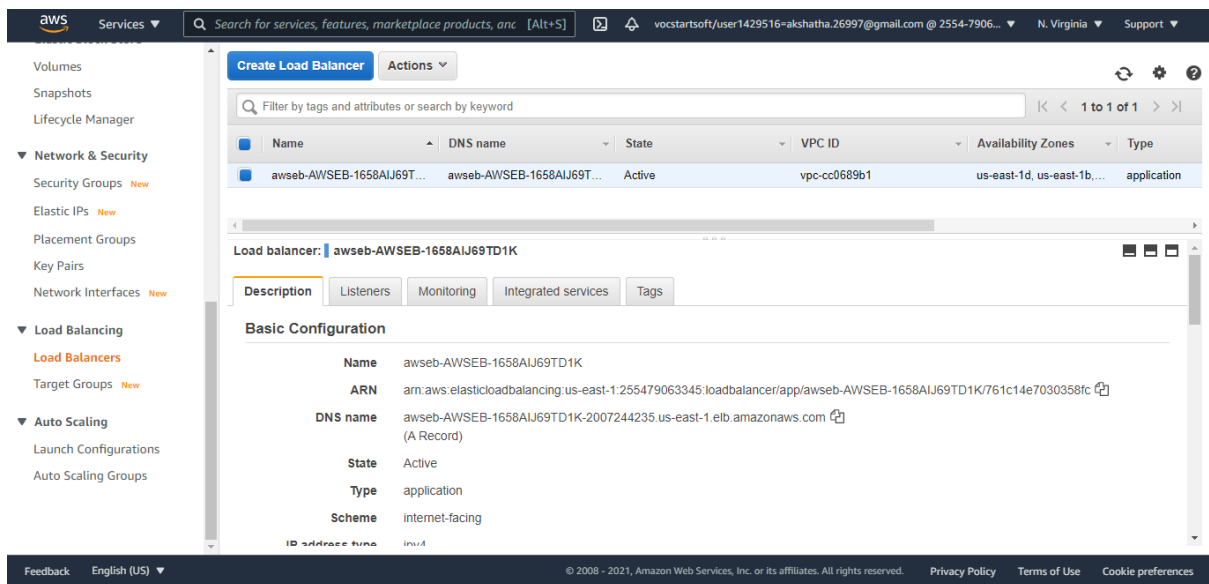 aws Services ▼ Search for services, features, marketplace products, anc [Alt+S] vocstartsoft/user1429516=akshatha.26997@gmail.com @ 2554-7906... ▼ N. Virginia ▼ Support ▼
Elastic Block Store
Volumes
Snapshots
Lifecycle Manager
▼ Network & Security
Security Groups New
Elastic IPs New
Placement Groups
Key Pairs
Network Interfaces New
▼ Load Balancing
Load Balancers
Target Groups New
▼ Auto Scaling
Launch Configurations
Auto Scaling Groups
Create Load Balancer Actions
Filter by tags and attributes or search by keyword 1 to 1 of 1
Name DNS name State VPC ID Availability Zones Type
awseb-AWSEB-1658AIJ69T... awseb-AWSEB-1658AIJ69T... Active vpc-cc0689b1 us-east-1d, us-east-1b,... application
Load balancer: awseb-AWSEB-1658AIJ69TD1K
Description Listeners Monitoring Integrated services Tags
Basic Configuration
Name awseb-AWSEB-1658AIJ69TD1K
ARN arn:aws:elasticloadbalancing:us-east-1:255479063345:loadbalancer/app/awseb-AWSEB-1658AIJ69TD1K/761c14e7030358fc
DNS name awseb-AWSEB-1658AIJ69TD1K-2007244235.us-east-1.elb.amazonaws.com
(A Record)
State Active
Type application
Scheme internet-facing
IP address type ipv4
Feedback English (US) ▼ © 2008 - 2021, Amazon Web Services, Inc. or its affiliates. All rights reserved. Privacy Policy Terms of Use Cookie preferences